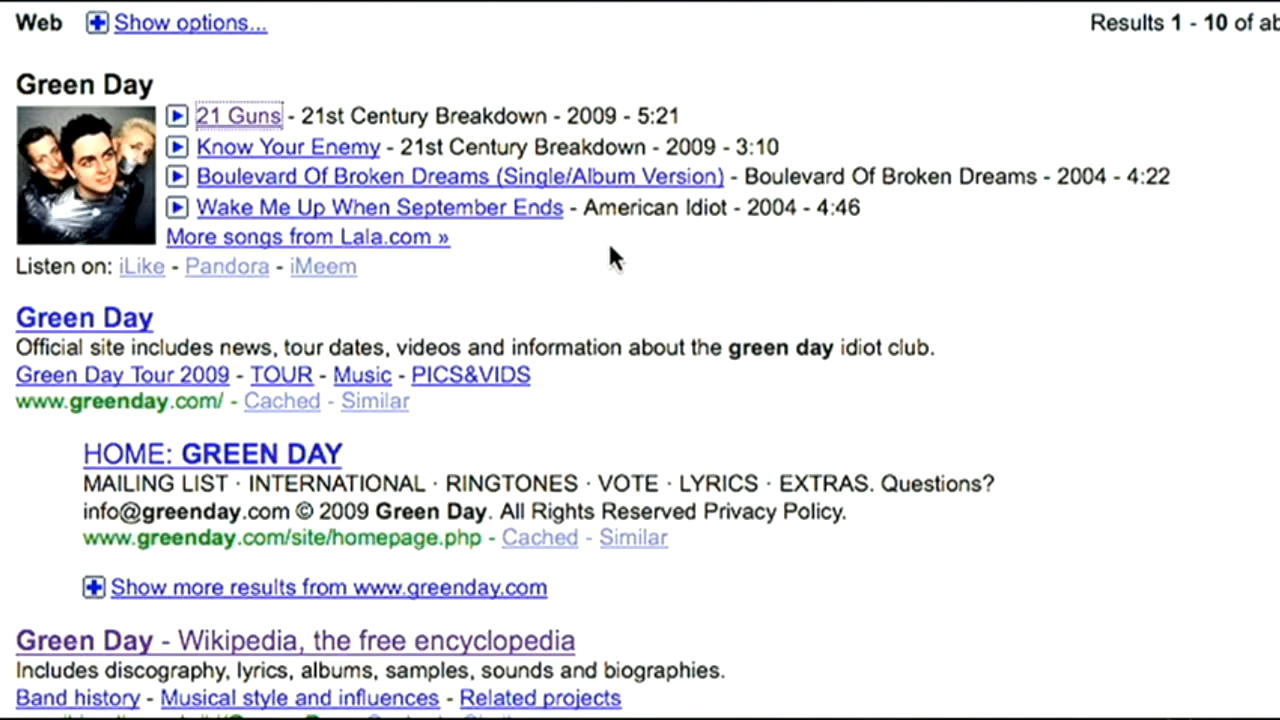 Web Show options... Results 1 - 10 of ab
Green Day
21 Guns - 21st Century Breakdown - 2009 - 5:21
Know Your Enemy - 21st Century Breakdown - 2009 - 3:10
Boulevard Of Broken Dreams (Single/Album Version) - Boulevard Of Broken Dreams - 2004 - 4:22
Wake Me Up When September Ends - American Idiot - 2004 - 4:46
More songs from Lala.com »
Listen on: iLike - Pandora - iMeem
Green Day
Official site includes news, tour dates, videos and information about the green day idiot club.
Green Day Tour 2009 - TOUR - Music - PICS&VIDS
www.greenday.com/ - Cached - Similar
HOME: GREEN DAY
MAILING LIST · INTERNATIONAL · RINGTONES · VOTE · LYRICS · EXTRAS. Questions?
info@greenday.com © 2009 Green Day. All Rights Reserved Privacy Policy.
www.greenday.com/site/homepage.php - Cached - Similar
Show more results from www.greenday.com
Green Day - Wikipedia, the free encyclopedia
Includes discography, lyrics, albums, samples, sounds and biographies.
Band history - Musical style and influences - Related projects